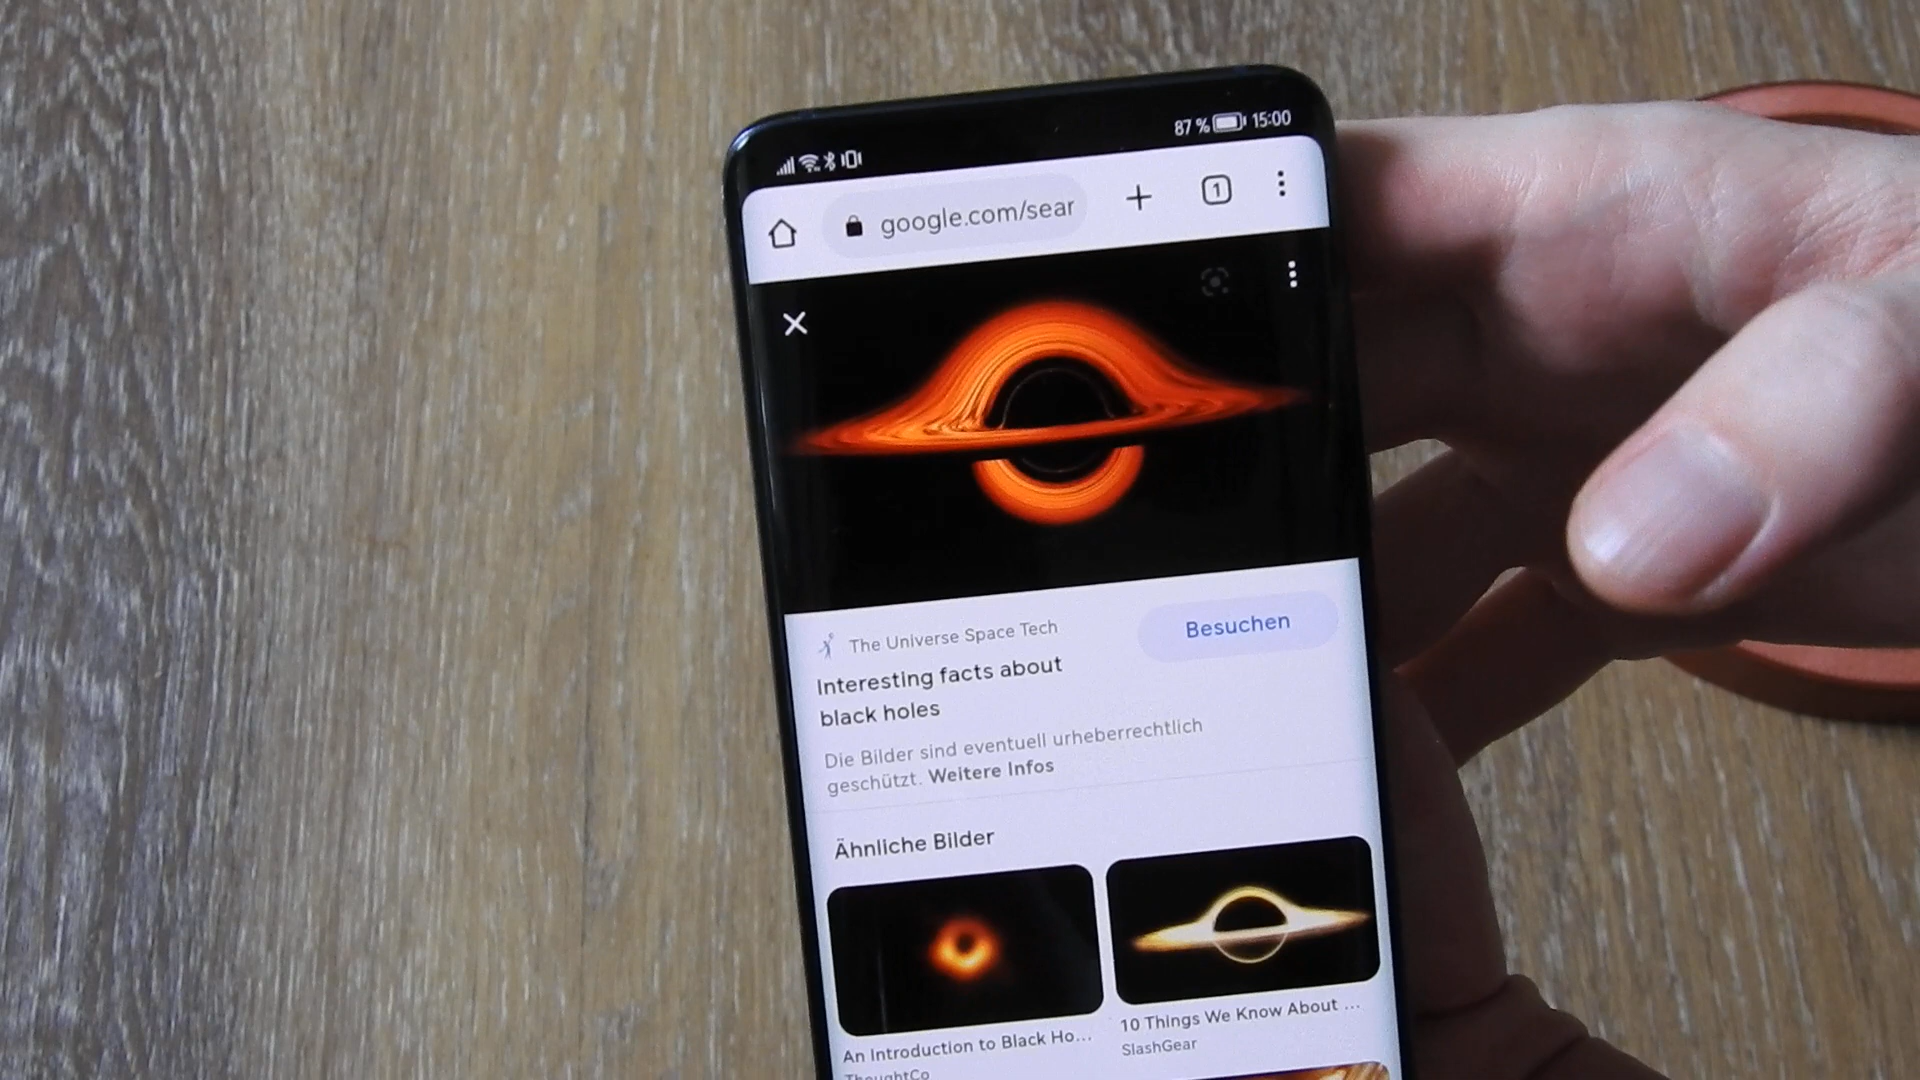 87 % 15:00
google.com/sear
1
The Universe Space Tech
Besuchen
Interesting facts about
black holes
Die Bilder sind eventuell urheberrechtlich
geschützt. Weitere Infos
Ähnliche Bilder
An Introduction to Black Ho...
ThoughtCo
10 Things We Know About ...
SlashGear